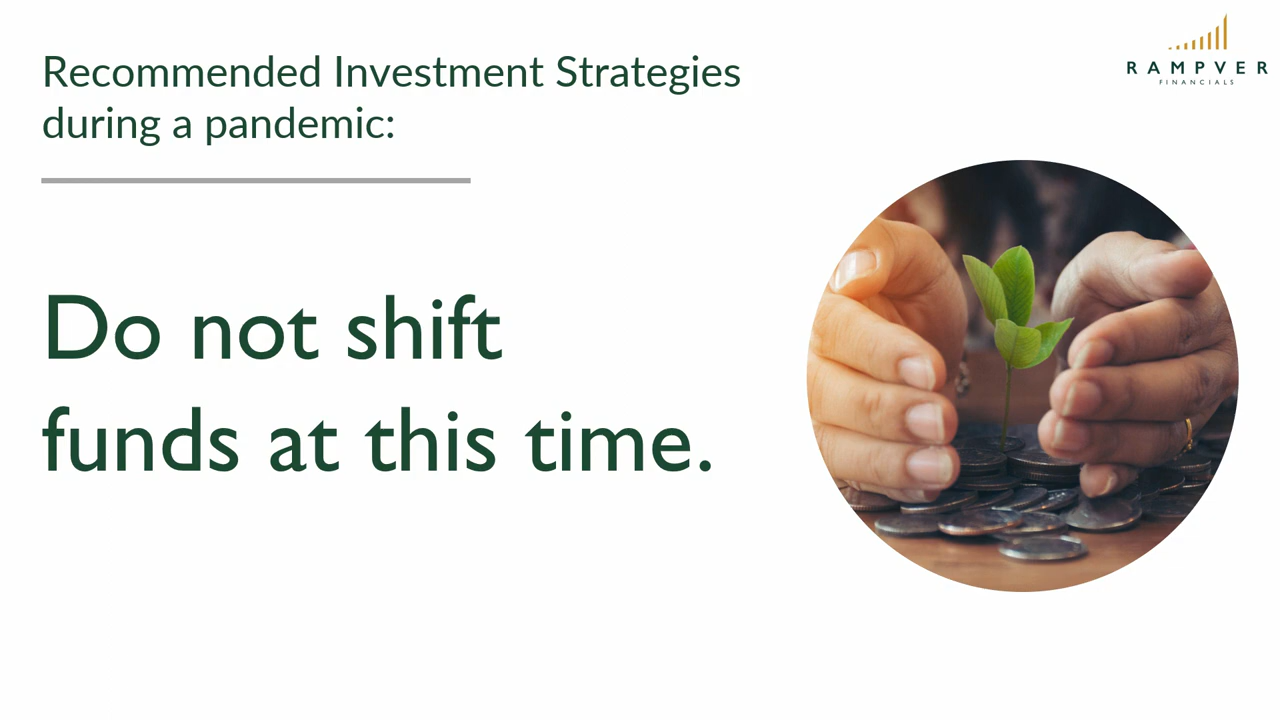 Recommended Investment Strategies
during a pandemic:
RAMPVER
FINANCIALS
Do not shift
funds at this time.